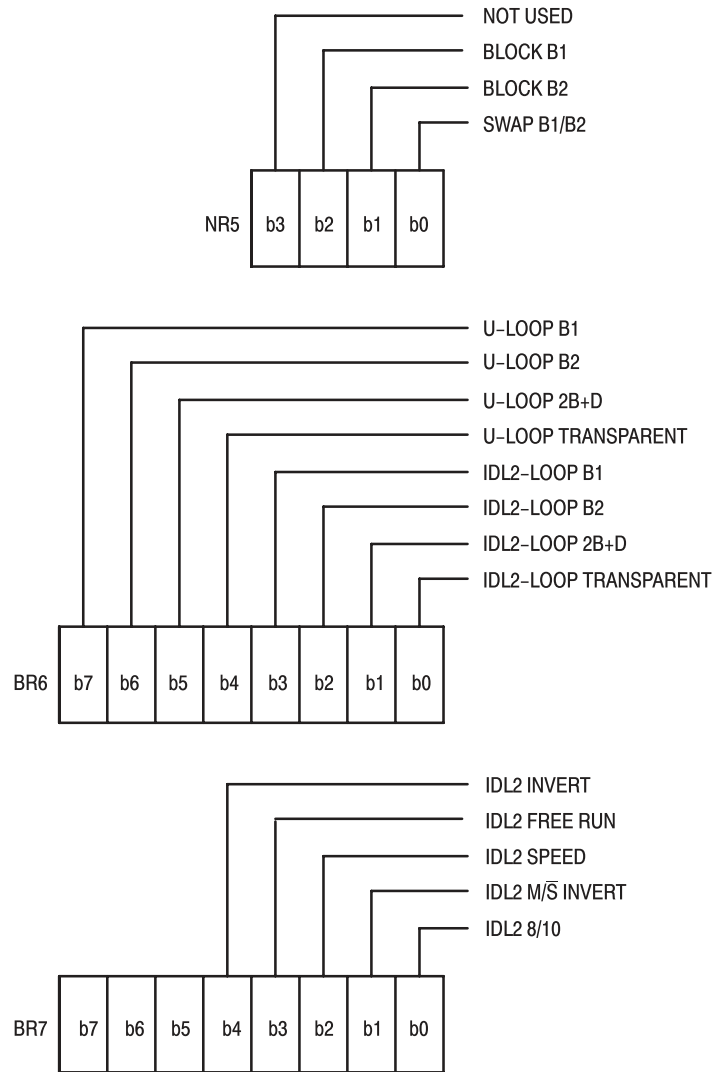 NOT USED
BLOCK B1
BLOCK B2
SWAP B1/B2
NR5 b3 b2 b1 b0
U-LOOP B1
U-LOOP B2
U-LOOP 2B+D
U-LOOP TRANSPARENT
IDL2-LOOP B1
IDL2-LOOP B2
IDL2-LOOP 2B+D
IDL2-LOOP TRANSPARENT
BR6 b7 b6 b5 b4 b3 b2 b1 b0
IDL2 INVERT
IDL2 FREE RUN
IDL2 SPEED
IDL2 M/S̅ INVERT
IDL2 8/10
BR7 b7 b6 b5 b4 b3 b2 b1 b0